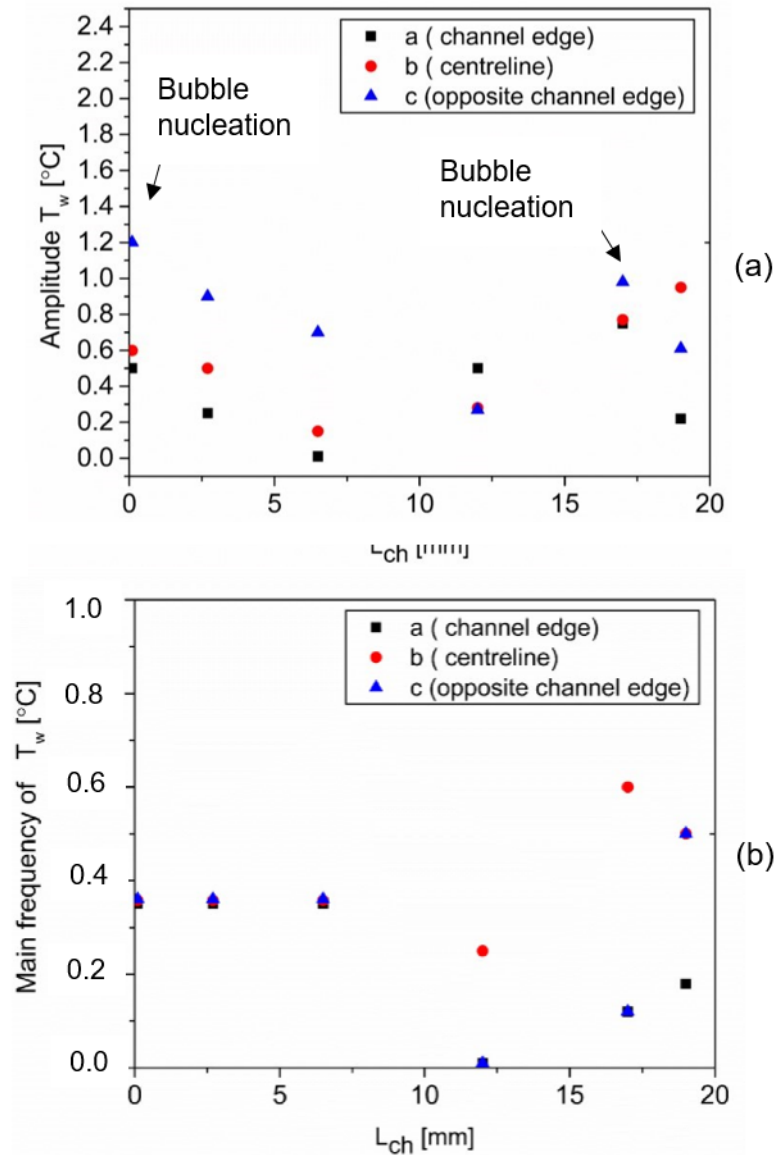 2.4
2.2
2.0
1.8
1.6
1.4
1.2
1.0
0.8
0.6
0.4
0.2
0.0
Amplitude T_w [°C]
a ( channel edge)
b ( centreline)
c (opposite channel edge)
Bubble
nucleation
Bubble
nucleation
(a)
0 5 10 15 20
L_ch [mm]
1.0
0.8
0.6
0.4
0.2
0.0
Main frequency of T_w [°C]
a ( channel edge)
b ( centreline)
c (opposite channel edge)
(b)
0 5 10 15 20
L_ch [mm]